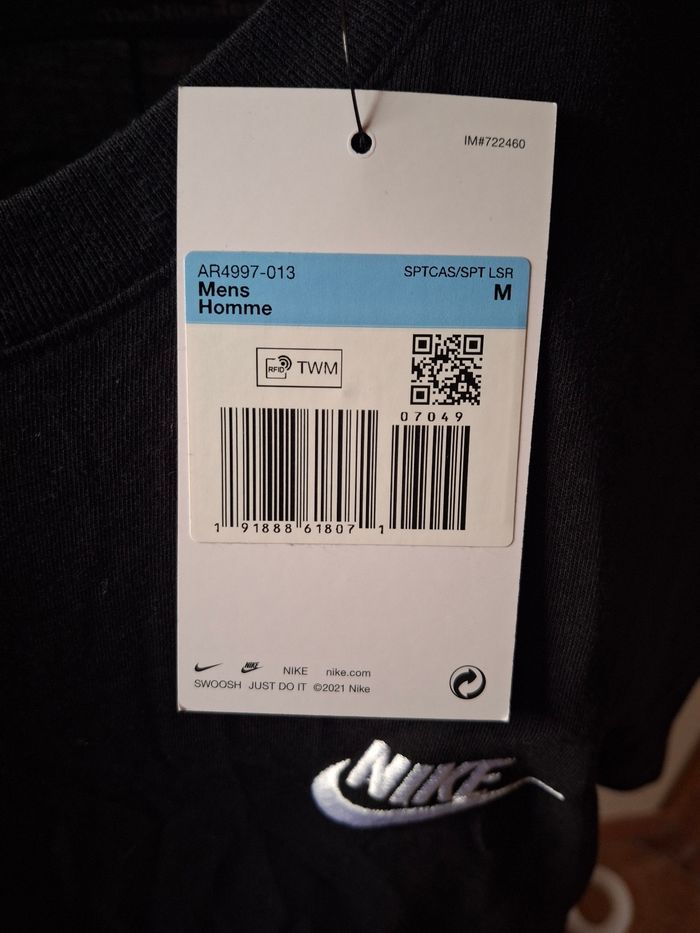 IM#722460
AR4997-013 SPTCAS/SPT LSR
Mens M
Homme
RFID TWM
07049
1 91888 61807 1
NIKE NIKE nike.com
SWOOSH JUST DO IT ©2021 Nike
NIKE